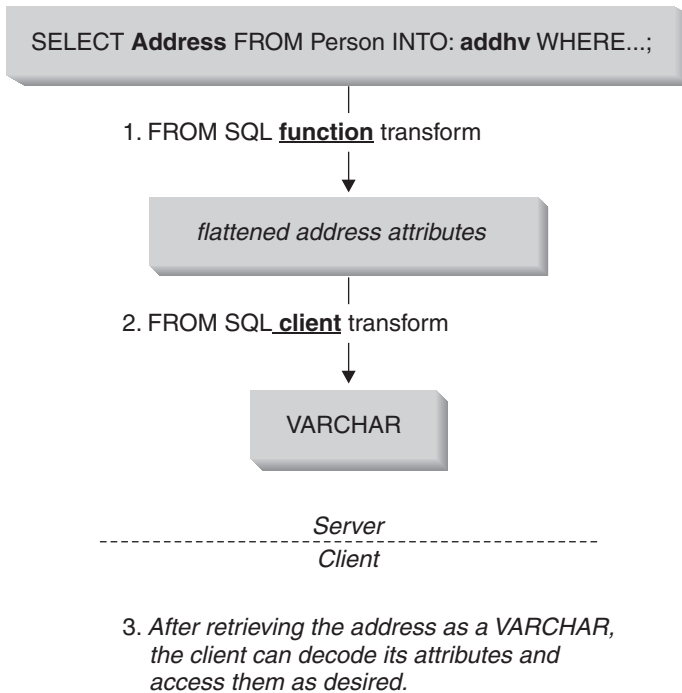 SELECT Address FROM Person INTO: addhv WHERE...;
1. FROM SQL function transform
flattened address attributes
2. FROM SQL client transform
VARCHAR
Server
Client
3. After retrieving the address as a VARCHAR,
the client can decode its attributes and
access them as desired.